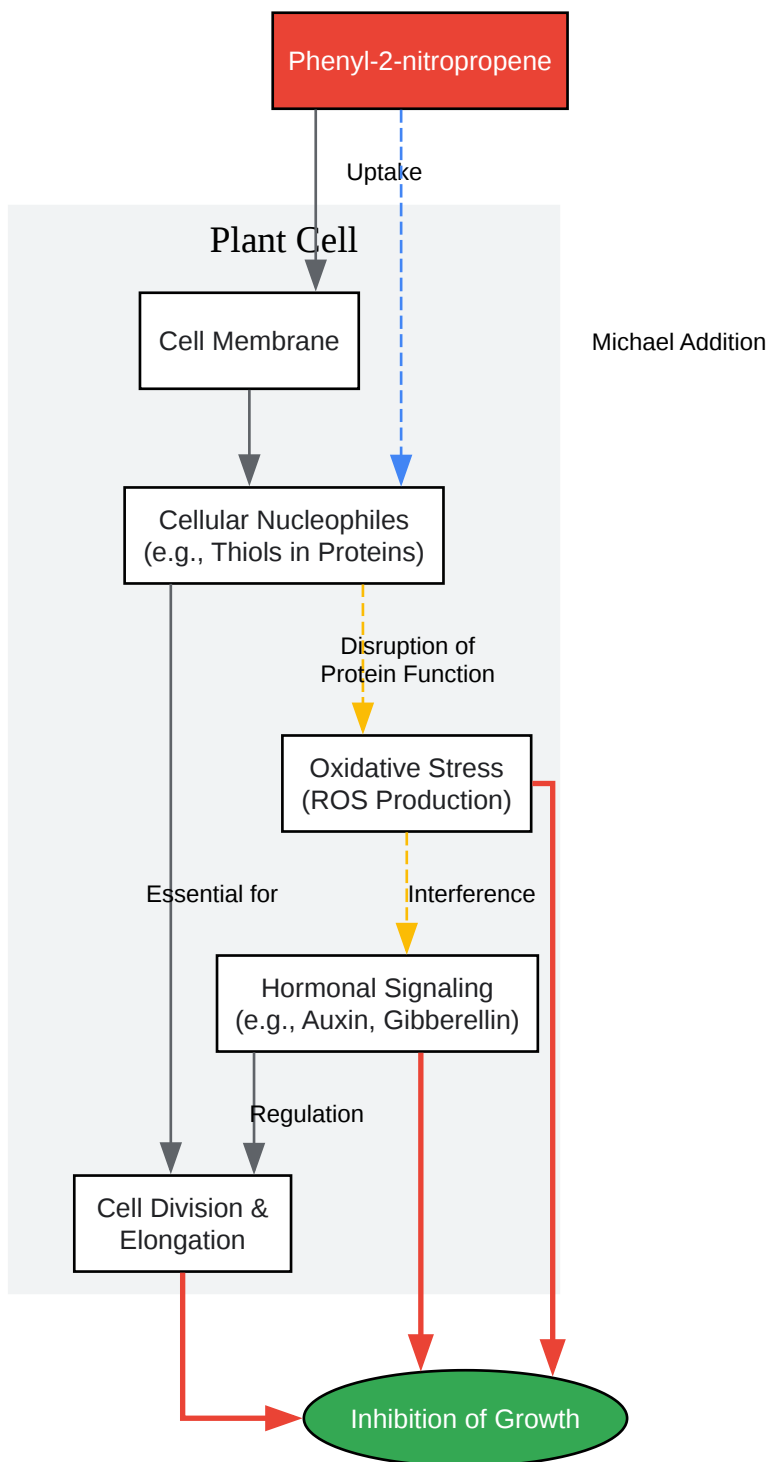 Phenyl-2-nitropropene
Uptake
Plant Cell
Cell Membrane
Michael Addition
Cellular Nucleophiles
(e.g., Thiols in Proteins)
Disruption of
Protein Function
Oxidative Stress
(ROS Production)
Essential for
Interference
Hormonal Signaling
(e.g., Auxin, Gibberellin)
Regulation
Cell Division &
Elongation
Inhibition of Growth